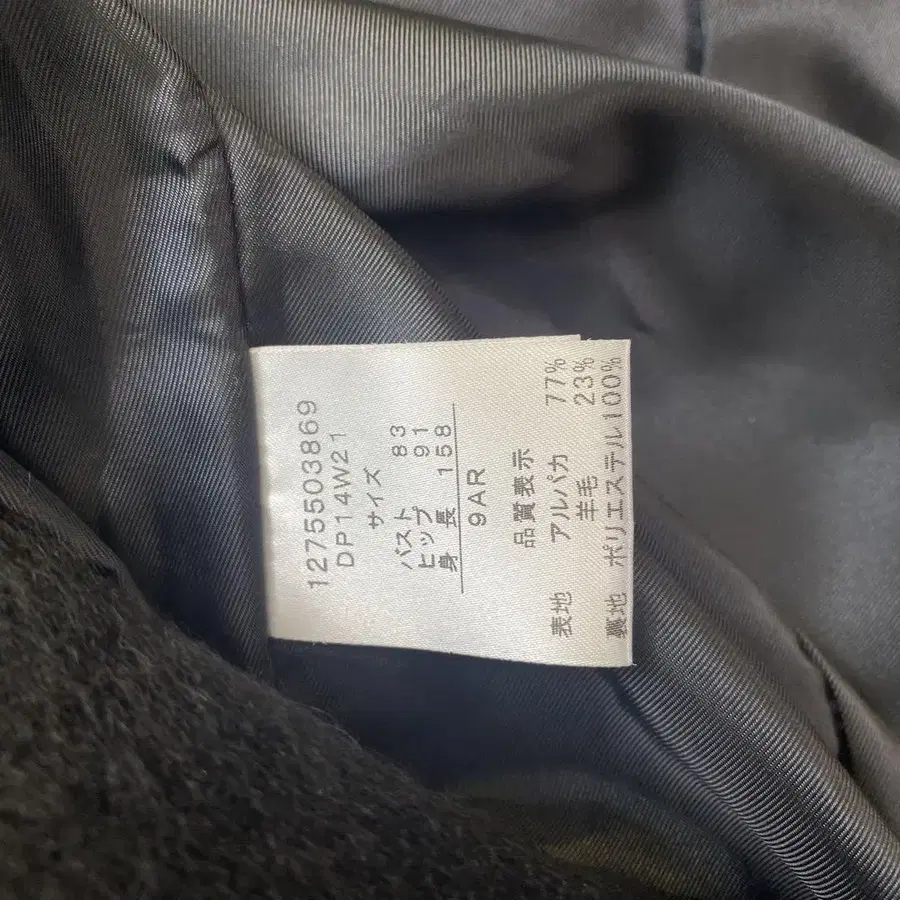 1275503869
DP14W21
サイズ
バスト 83
ヒップ 91
身長 158
9AR
品質表示
表地 アルパカ 77%
羊毛 23%
裏地 ポリエステル100%